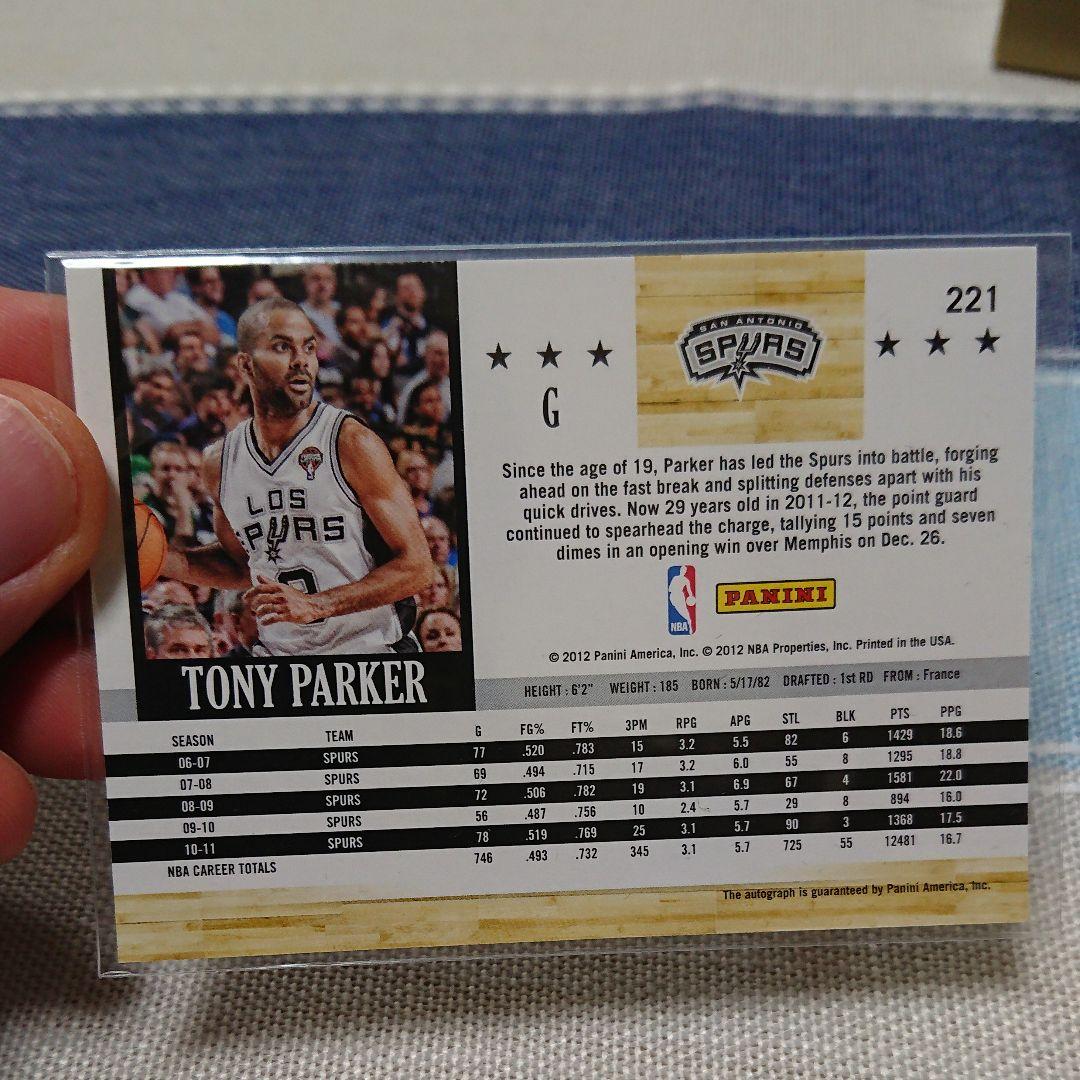 221
SAN ANTONIO
SPURS
G
Since the age of 19, Parker has led the Spurs into battle, forging
ahead on the fast break and splitting defenses apart with his
quick drives. Now 29 years old in 2011-12, the point guard
continued to spearhead the charge, tallying 15 points and seven
dimes in an opening win over Memphis on Dec. 26.
LOS
SPURS
NBA
PANINI
© 2012 Panini America, Inc. © 2012 NBA Properties, Inc. Printed in the USA.
TONY PARKER
HEIGHT : 6'2" WEIGHT : 185 BORN : 5/17/82 DRAFTED : 1st RD FROM : France
SEASON TEAM G FG% FT% 3PM RPG APG STL BLK PTS PPG
06-07 SPURS 77 .520 .783 15 3.2 5.5 82 6 1429 18.6
07-08 SPURS 69 .494 .715 17 3.2 6.0 55 8 1295 18.8
08-09 SPURS 72 .506 .782 19 3.1 6.9 67 4 1581 22.0
09-10 SPURS 56 .487 .756 10 2.4 5.7 29 8 894 16.0
10-11 SPURS 78 .519 .769 25 3.1 5.7 90 3 1368 17.5
NBA CAREER TOTALS 746 .493 .732 345 3.1 5.7 725 55 12481 16.7
The autograph is guaranteed by Panini America, Inc.